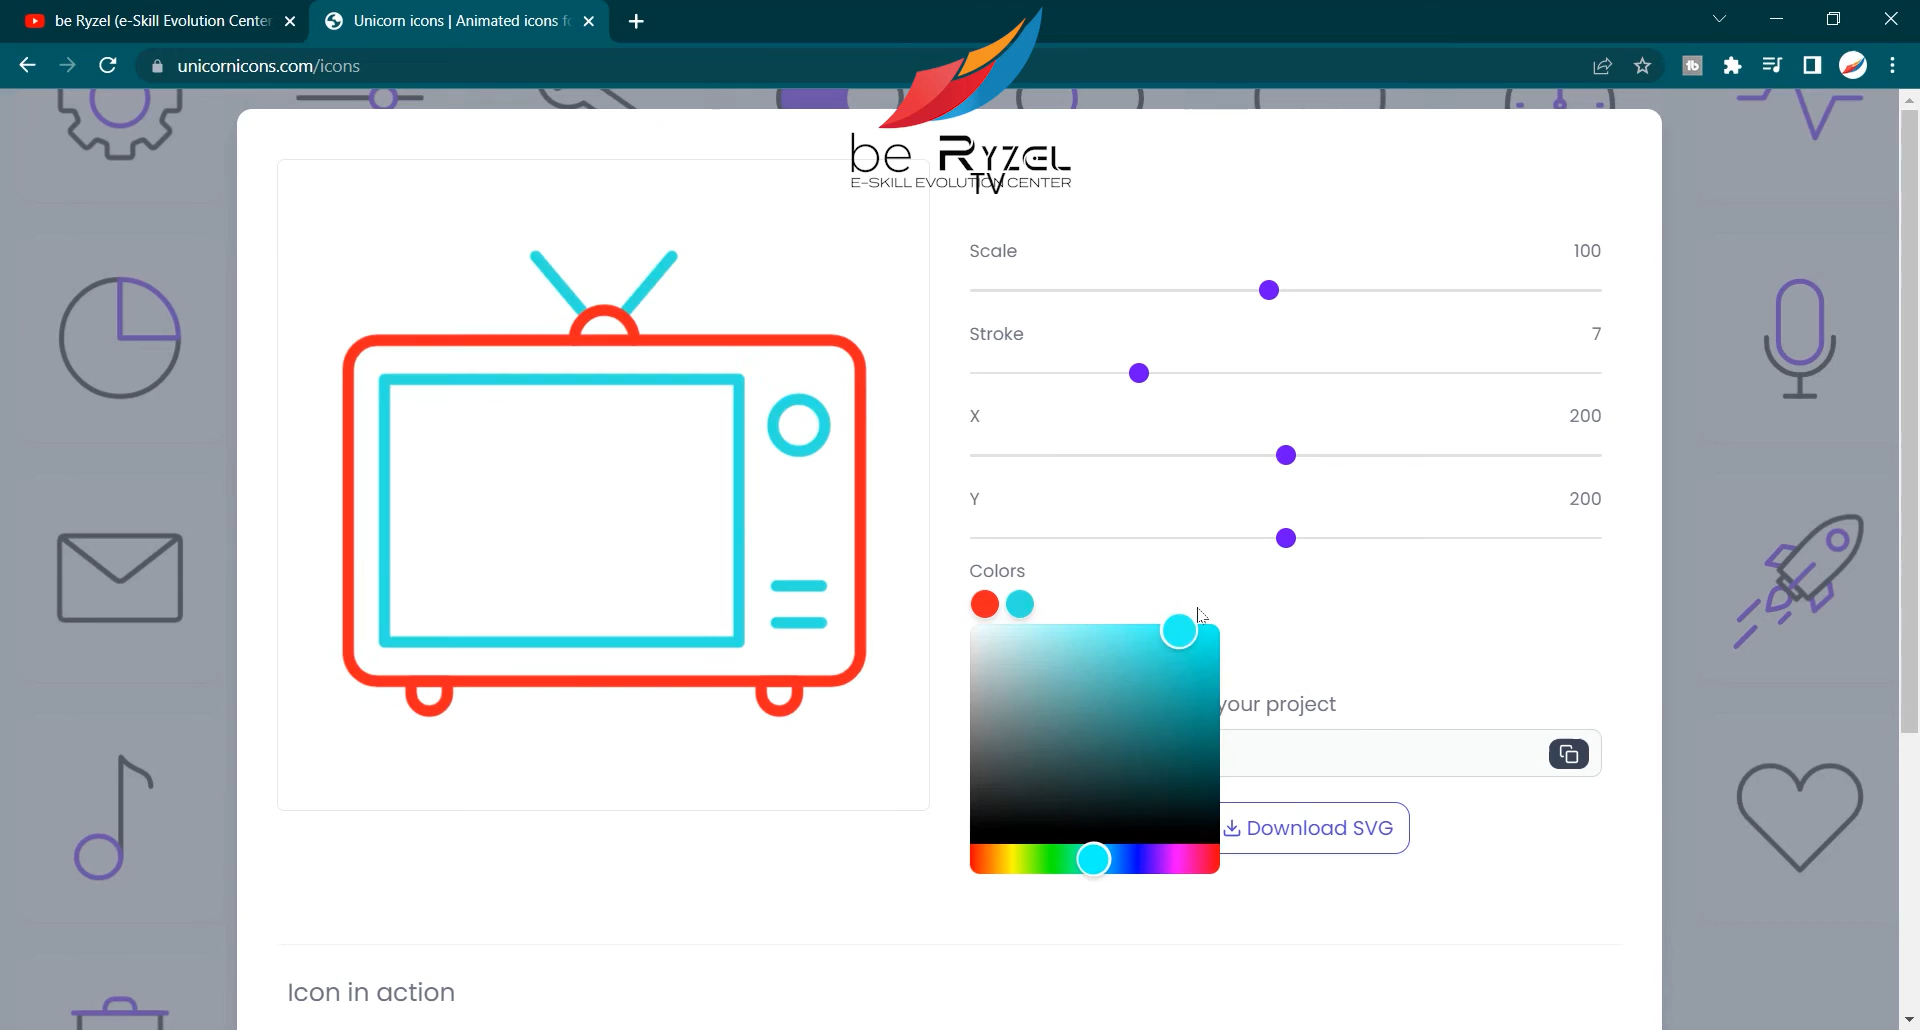 be Ryzel (e-Skill Evolution Center
Unicorn icons | Animated icons fo
unicornicons.com/icons
be RYZEL
E-SKILL EVOLUTION CENTER
TV
Scale
100
Stroke
7
X
200
Y
200
Colors
your project
Download SVG
Icon in action